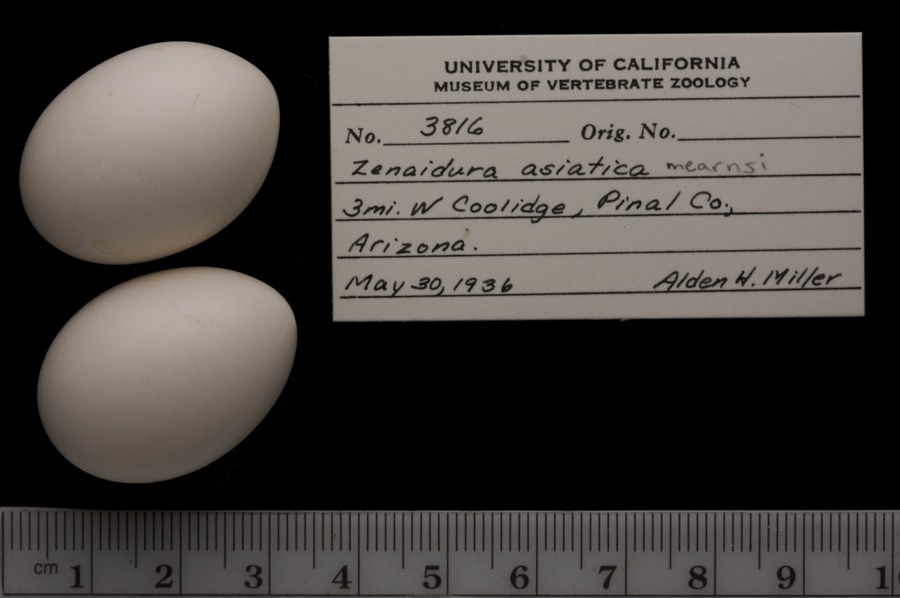 UNIVERSITY OF CALIFORNIA
MUSEUM OF VERTEBRATE ZOOLOGY
No. 3816 Orig. No.
Zenaidura asiatica mearnsi
3mi. W Coolidge, Pinal Co.,
Arizona.
May 30, 1936 Alden H. Miller
cm 1 2 3 4 5 6 7 8 9 1